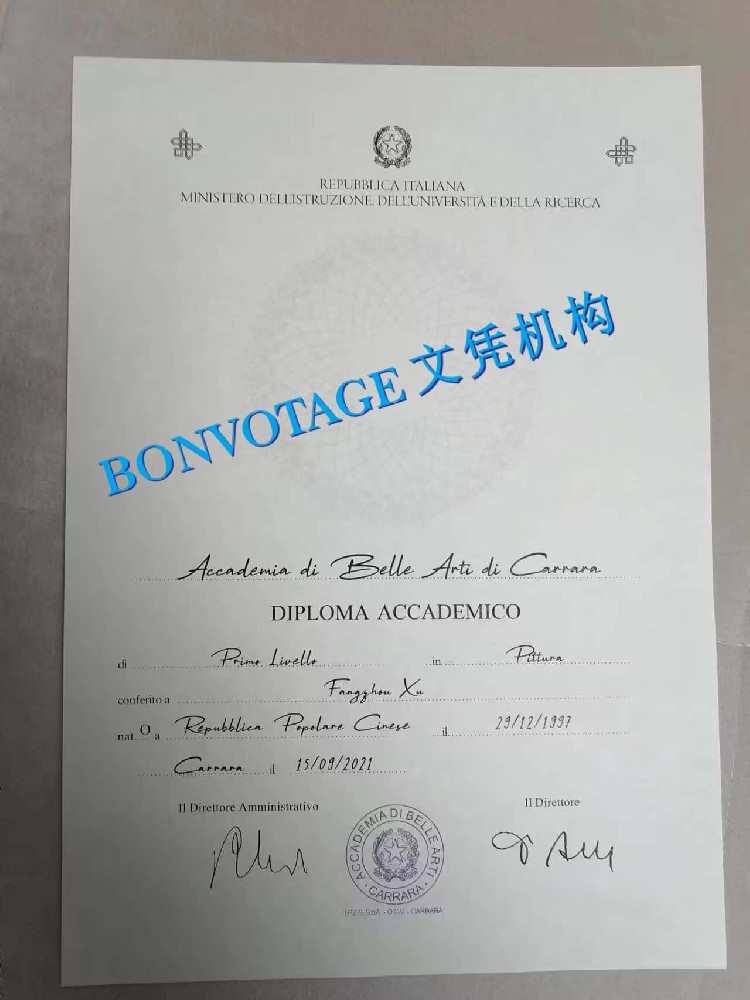 REPUBBLICA ITALIANA
MINISTERO DELL'ISTRUZIONE, DELL'UNIVERSITÀ E DELLA RICERCA
BONVOTAGE 文凭机构
Accademia di Belle Arti di Carrara
DIPLOMA ACCADEMICO
di Primo Livello in Pittura
conferito a Fangzhou Xu
nat. O a Repubblica Popolare Cinese il 29/12/1997
Carrara il 15/09/2021
Il Direttore Amministrativo Il Direttore
ACCADEMIA DI BELLE ARTI
CARRARA